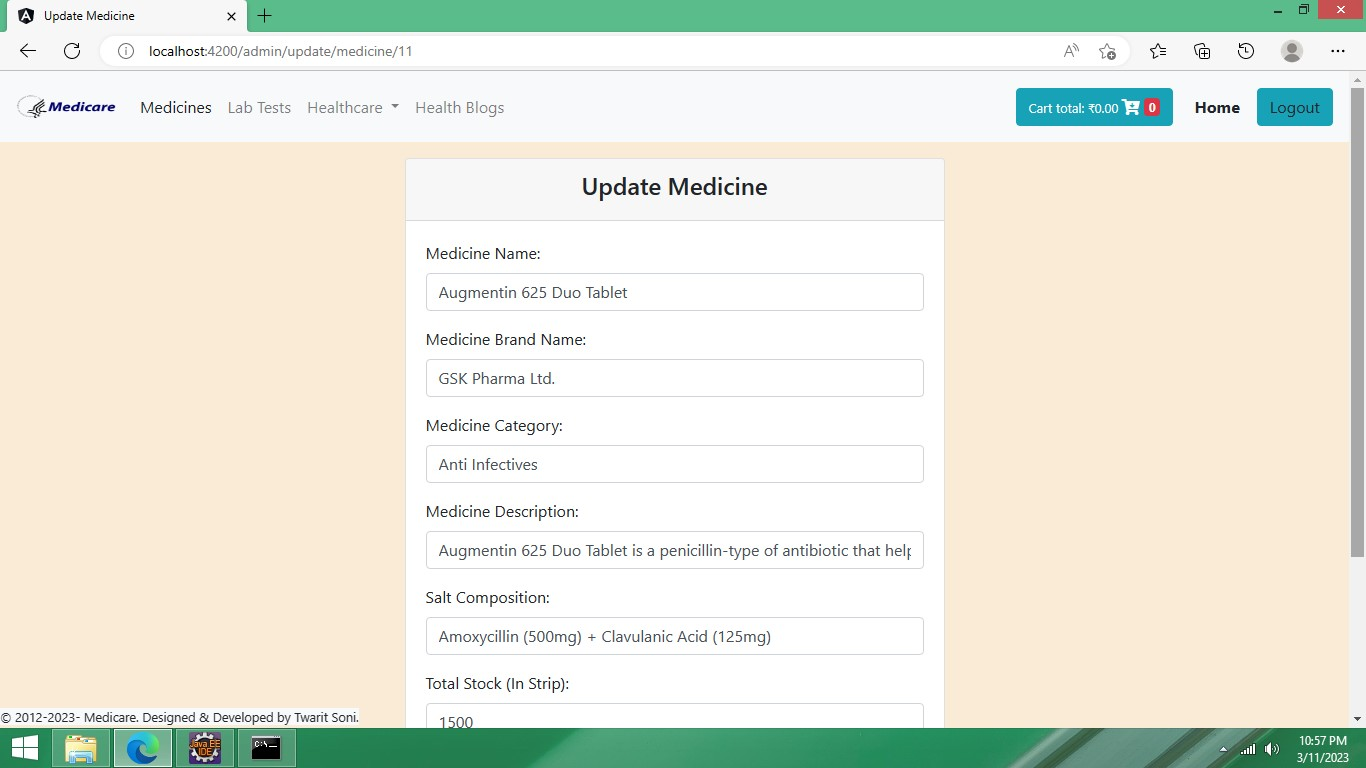 Update Medicine
localhost:4200/admin/update/medicine/11
Medicare Medicines Lab Tests Healthcare Health Blogs Cart total: ₹0.00 0 Home Logout
Update Medicine
Medicine Name:
Augmentin 625 Duo Tablet
Medicine Brand Name:
GSK Pharma Ltd.
Medicine Category:
Anti Infectives
Medicine Description:
Augmentin 625 Duo Tablet is a penicillin-type of antibiotic that help
Salt Composition:
Amoxycillin (500mg) + Clavulanic Acid (125mg)
Total Stock (In Strip):
1500
© 2012-2023- Medicare. Designed & Developed by Twarit Soni.
Java EE
IDE
C:\
10:57 PM
3/11/2023